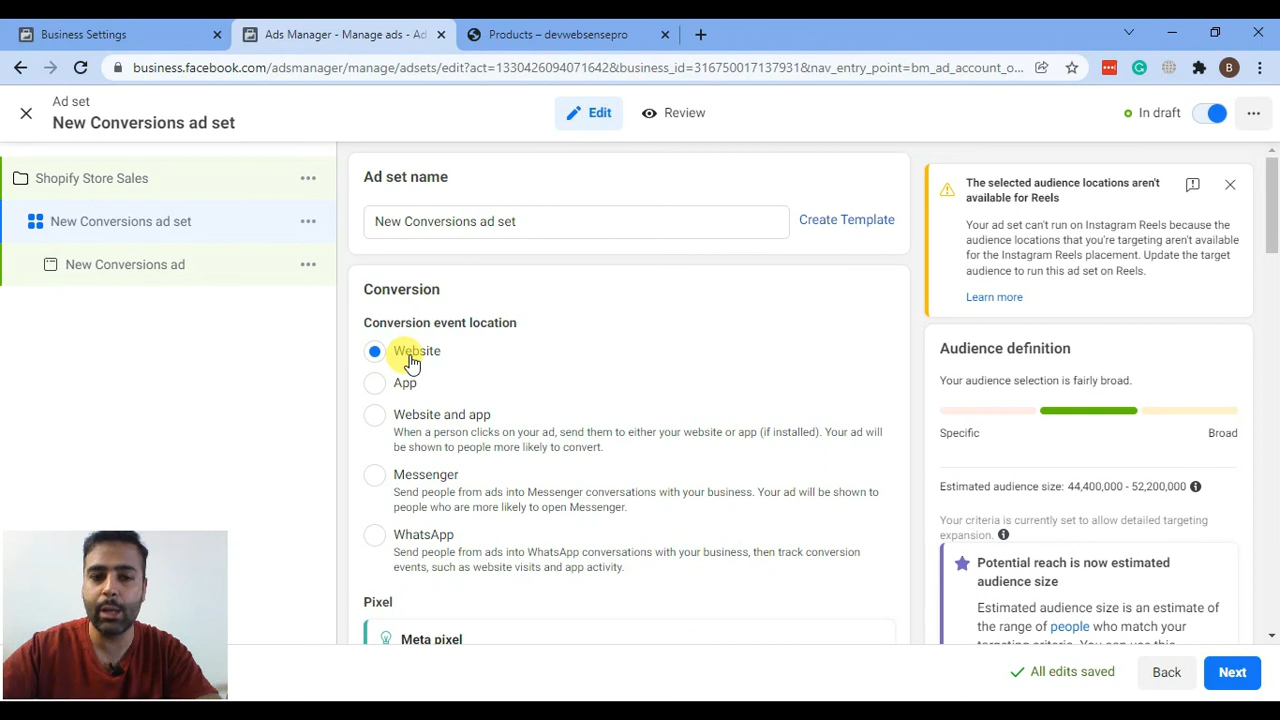 Business Settings
Ads Manager - Manage ads - Ad
Products – devwebsensepro
business.facebook.com/adsmanager/manage/adsets/edit?act=1330426094071642&business_id=316750017137931&nav_entry_point=bm_ad_account_o...
B
Ad set
New Conversions ad set
Edit
Review
In draft
Shopify Store Sales
New Conversions ad set
New Conversions ad
Ad set name
New Conversions ad set
Create Template
Conversion
Conversion event location
Website
App
Website and app
When a person clicks on your ad, send them to either your website or app (if installed). Your ad will
be shown to people more likely to convert.
Messenger
Send people from ads into Messenger conversations with your business. Your ad will be shown to
people who are more likely to open Messenger.
WhatsApp
Send people from ads into WhatsApp conversations with your business, then track conversion
events, such as website visits and app activity.
Pixel
Meta pixel
The selected audience locations aren't
available for Reels
Your ad set can't run on Instagram Reels because the
audience locations that you're targeting aren't available
for the Instagram Reels placement. Update the target
audience to run this ad set on Reels.
Learn more
Audience definition
Your audience selection is fairly broad.
Specific
Broad
Estimated audience size: 44,400,000 - 52,200,000
Your criteria is currently set to allow detailed targeting
expansion.
Potential reach is now estimated
audience size
Estimated audience size is an estimate of
the range of people who match your
targeting criteria. You can use this
All edits saved
Back
Next